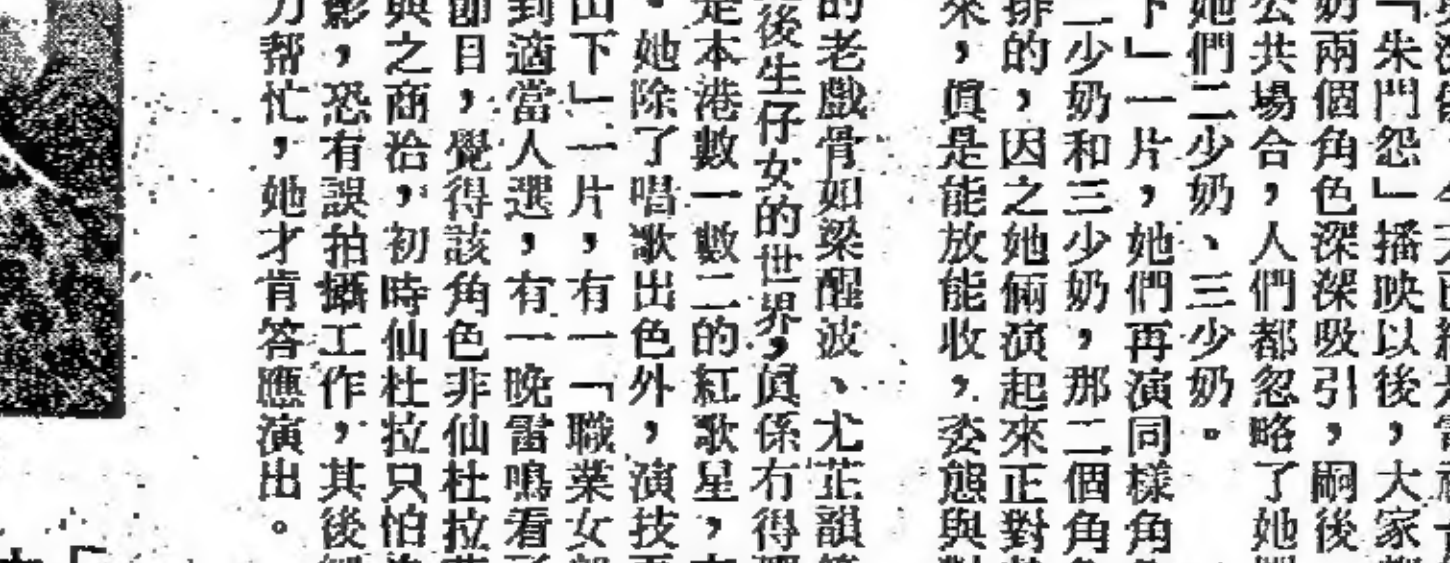 「朱門怨」播映以後，大家
奶兩個角色深深吸引，嗣後
公共場合，人們都忽略了她
她們二少奶、三少奶。
下」一片，她們再演同樣角
二少奶和三少奶，那二個角
排的，因之她倆演起來正對
來，眞是能放能收，姿態與
的老戲骨如梁醒波、尤芷韻
後生仔女的世界，眞係冇得
是本港數一數二的紅歌星，
。她除了唱歌出色外，演技
山下」一片，有一「職業女
到適當人選，有一晚雷鳴看
節目，覺得該角色非仙杜拉
與之商洽，初時仙杜拉只怕
影，恐有誤拍攝工作，其後
力帮忙，她才肯答應演出。